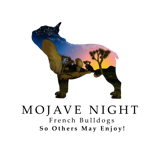 MOJAVE NIGHT
French Bulldogs
So Others May Enjoy!